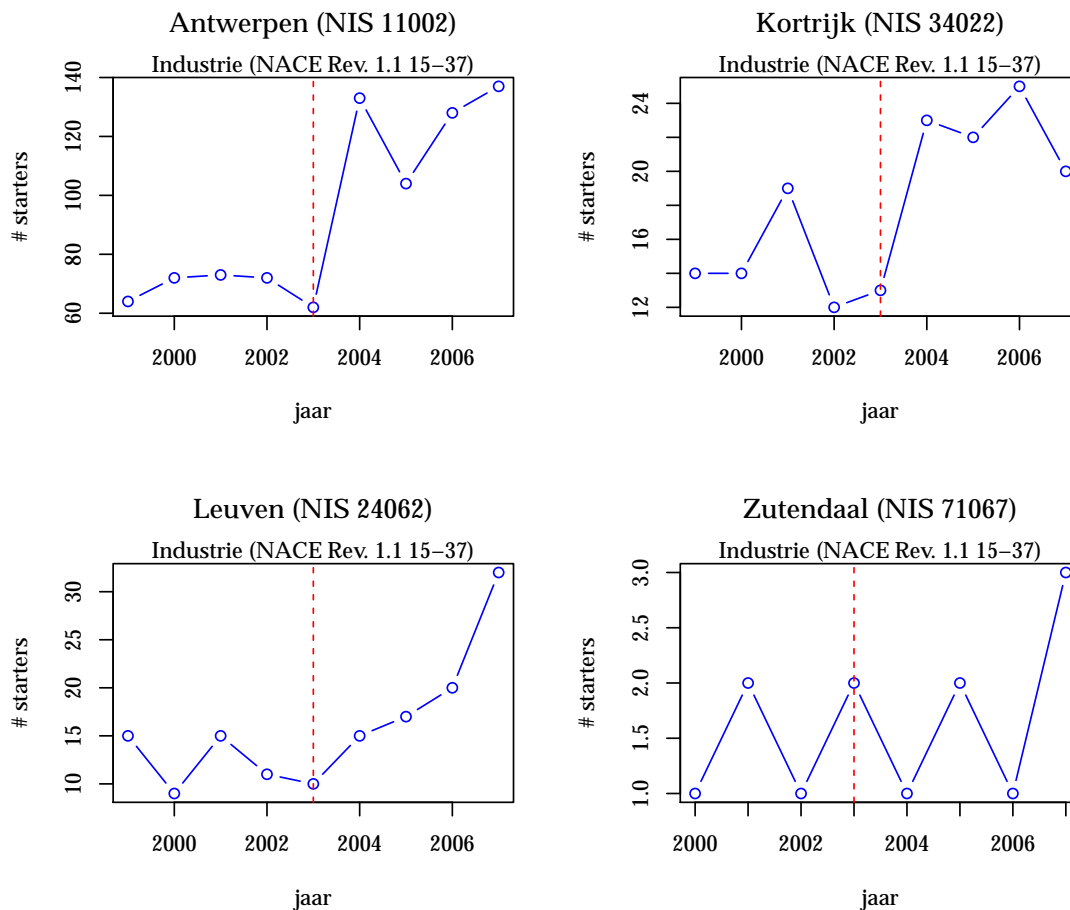 Antwerpen (NIS 11002)
Industrie (NACE Rev. 1.1 15–37)
# starters
140
120
100
80
60
2000 2002 2004 2006
jaar
Kortrijk (NIS 34022)
Industrie (NACE Rev. 1.1 15–37)
# starters
24
20
16
12
2000 2002 2004 2006
jaar
Leuven (NIS 24062)
Industrie (NACE Rev. 1.1 15–37)
# starters
30
25
20
15
10
2000 2002 2004 2006
jaar
Zutendaal (NIS 71067)
Industrie (NACE Rev. 1.1 15–37)
# starters
3.0
2.5
2.0
1.5
1.0
2000 2002 2004 2006
jaar